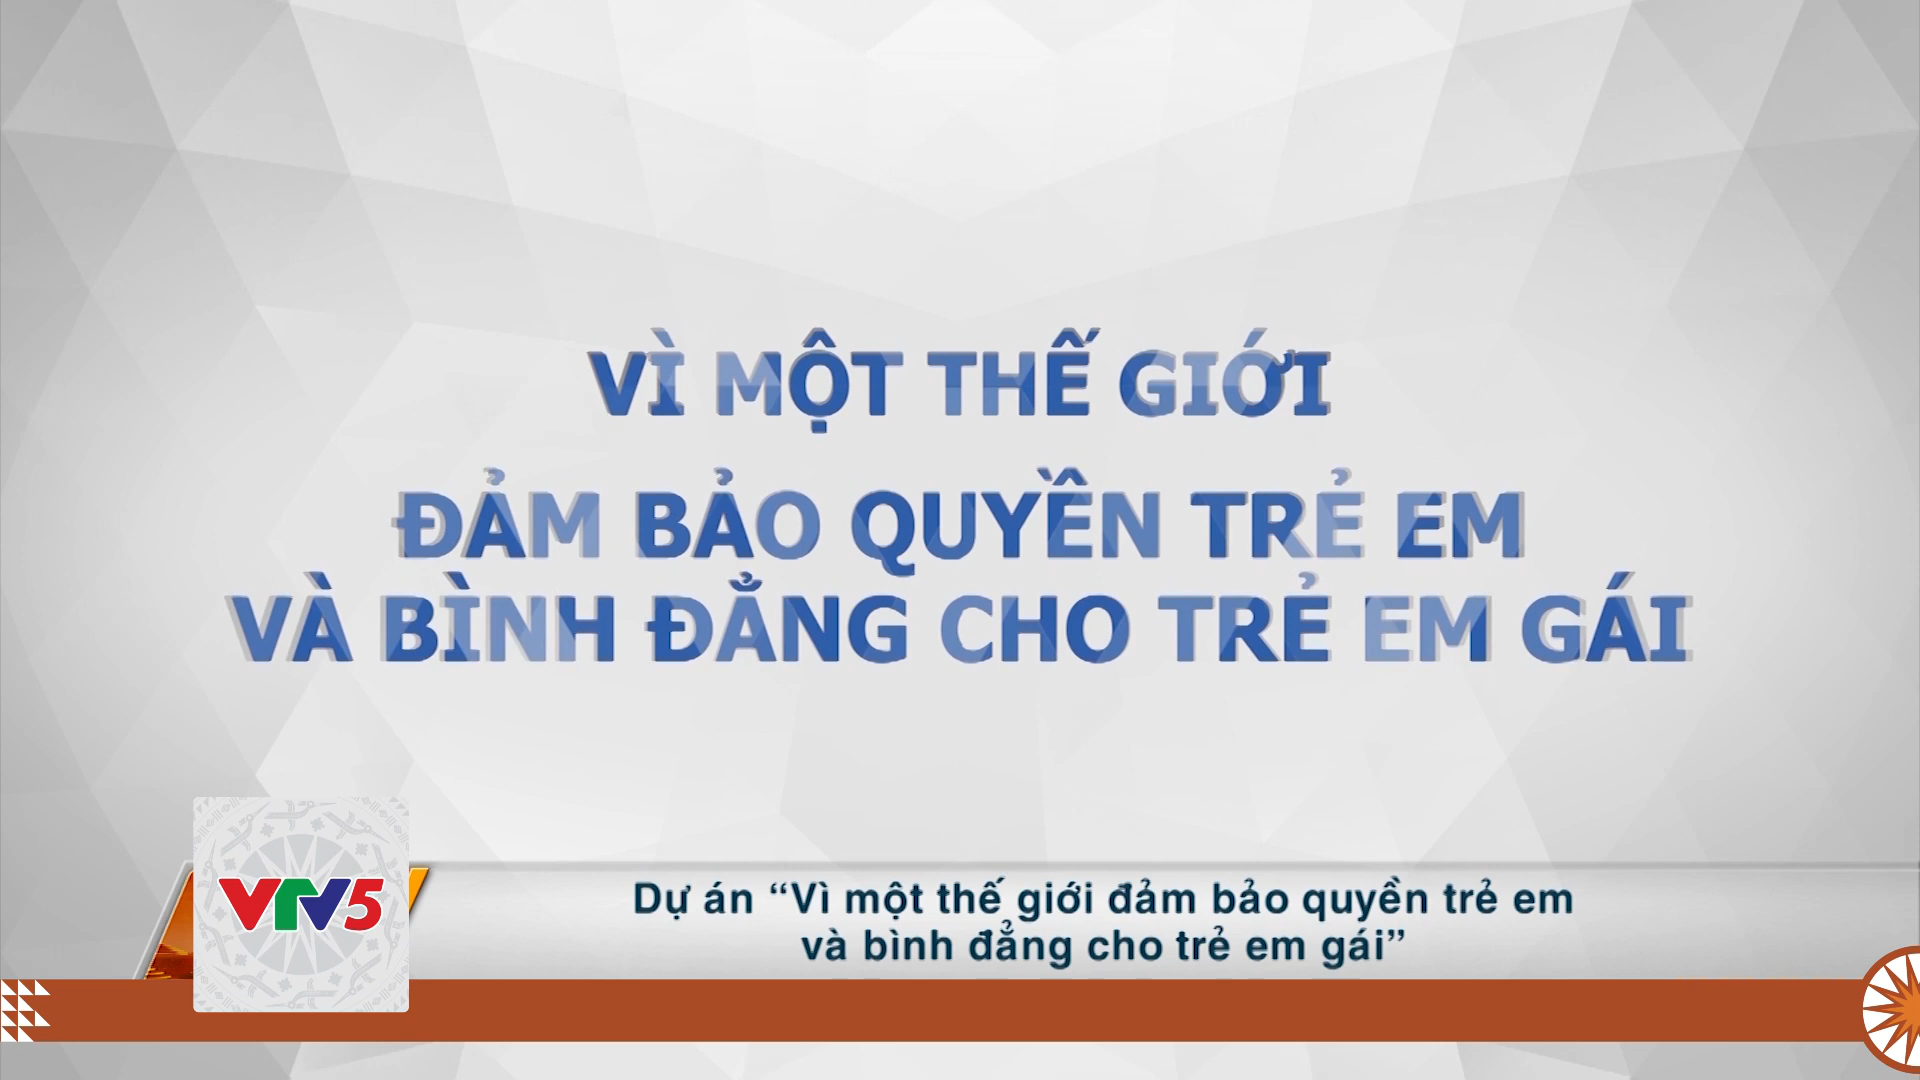 VÌ MỘT THẾ GIỚI
ĐẢM BẢO QUYỀN TRẺ EM
VÀ BÌNH ĐẲNG CHO TRẺ EM GÁI
VTV5
Dự án “Vì một thế giới đảm bảo quyền trẻ em
và bình đẳng cho trẻ em gái”